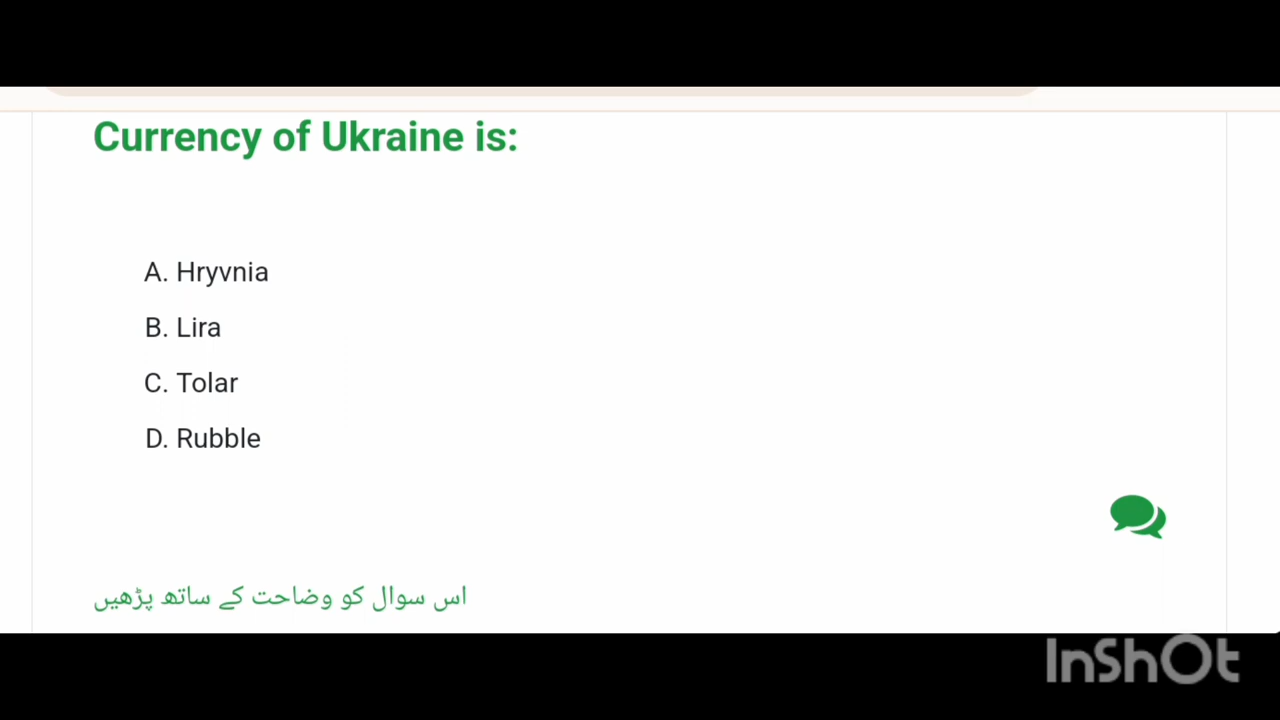 Currency of Ukraine is:
A. Hryvnia
B. Lira
C. Tolar
D. Rubble
اس سوال کو وضاحت کے ساتھ پڑھیں
InShOt